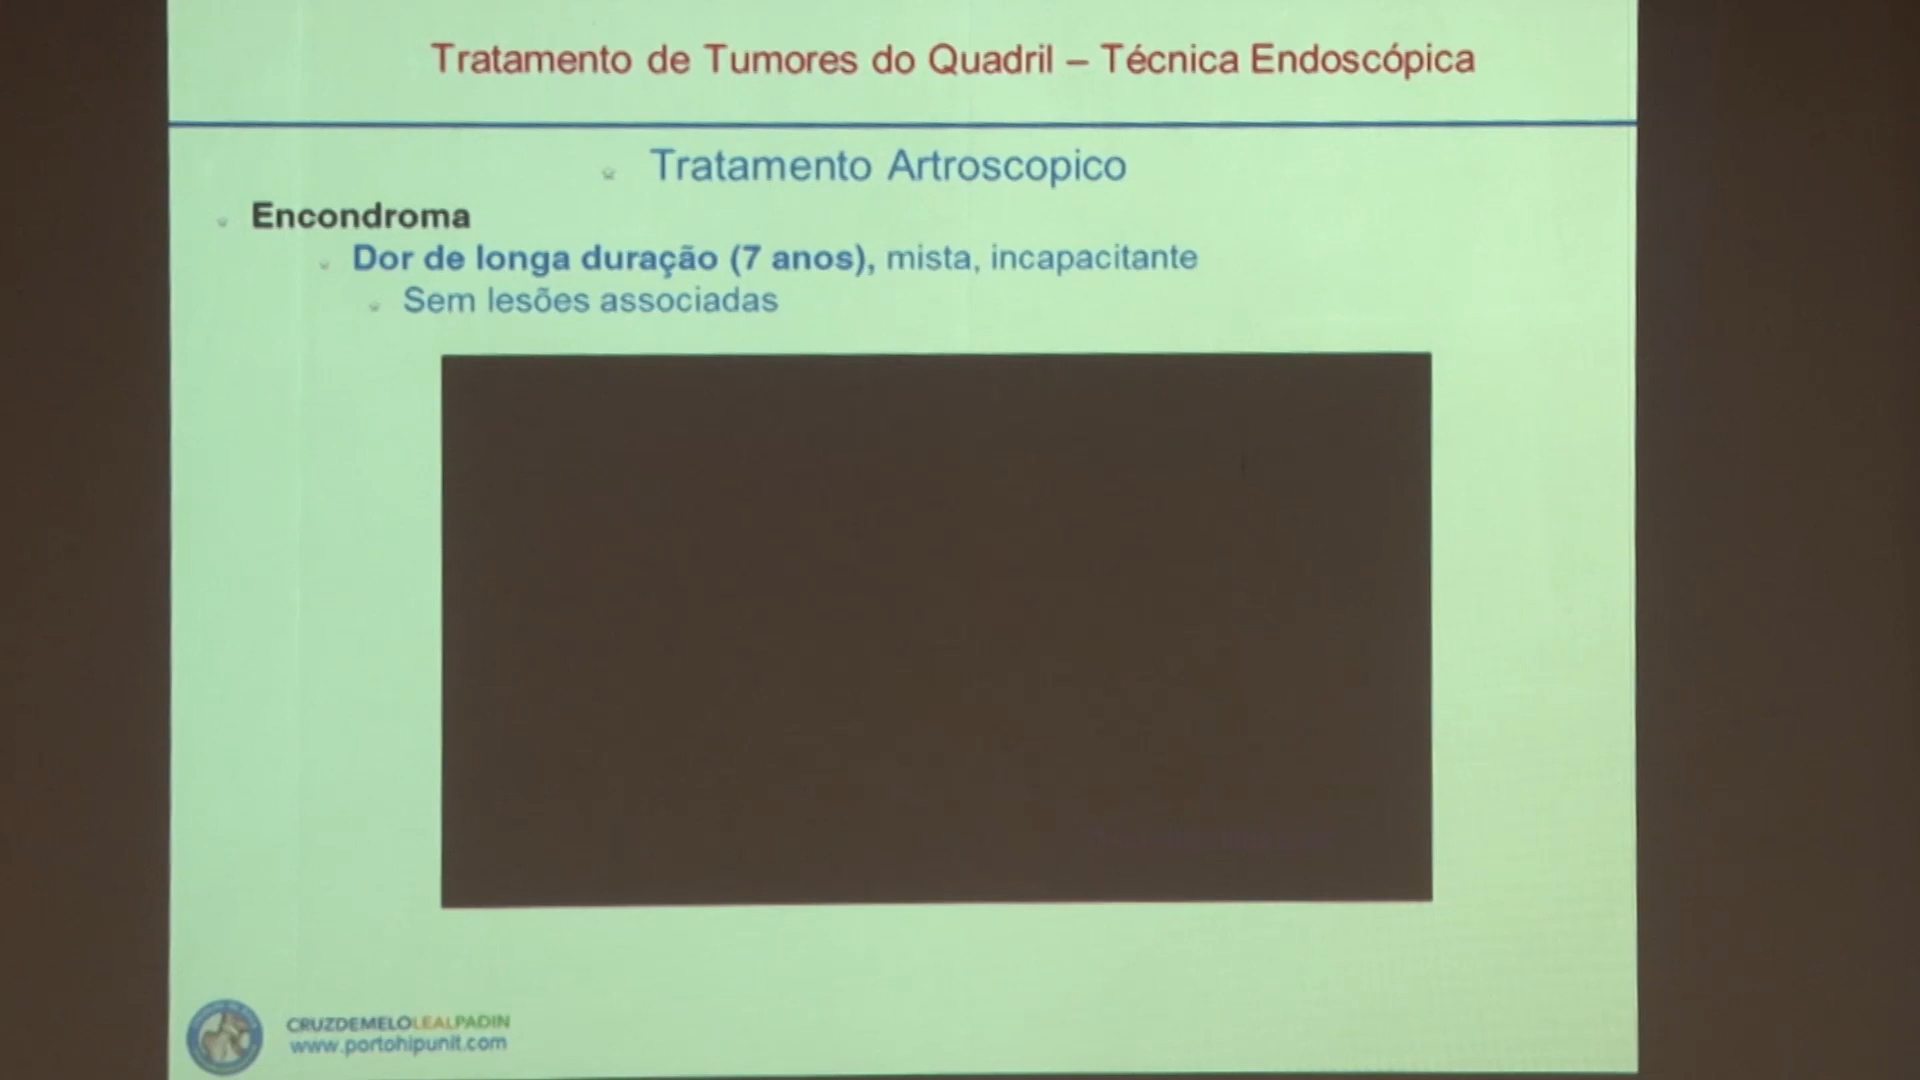 Tratamento de Tumores do Quadril – Técnica Endoscópica
Tratamento Artroscopico
Encondroma
Dor de longa duração (7 anos), mista, incapacitante
Sem lesões associadas
CRUZDEMELOLEALPADIN
www.portohipunit.com